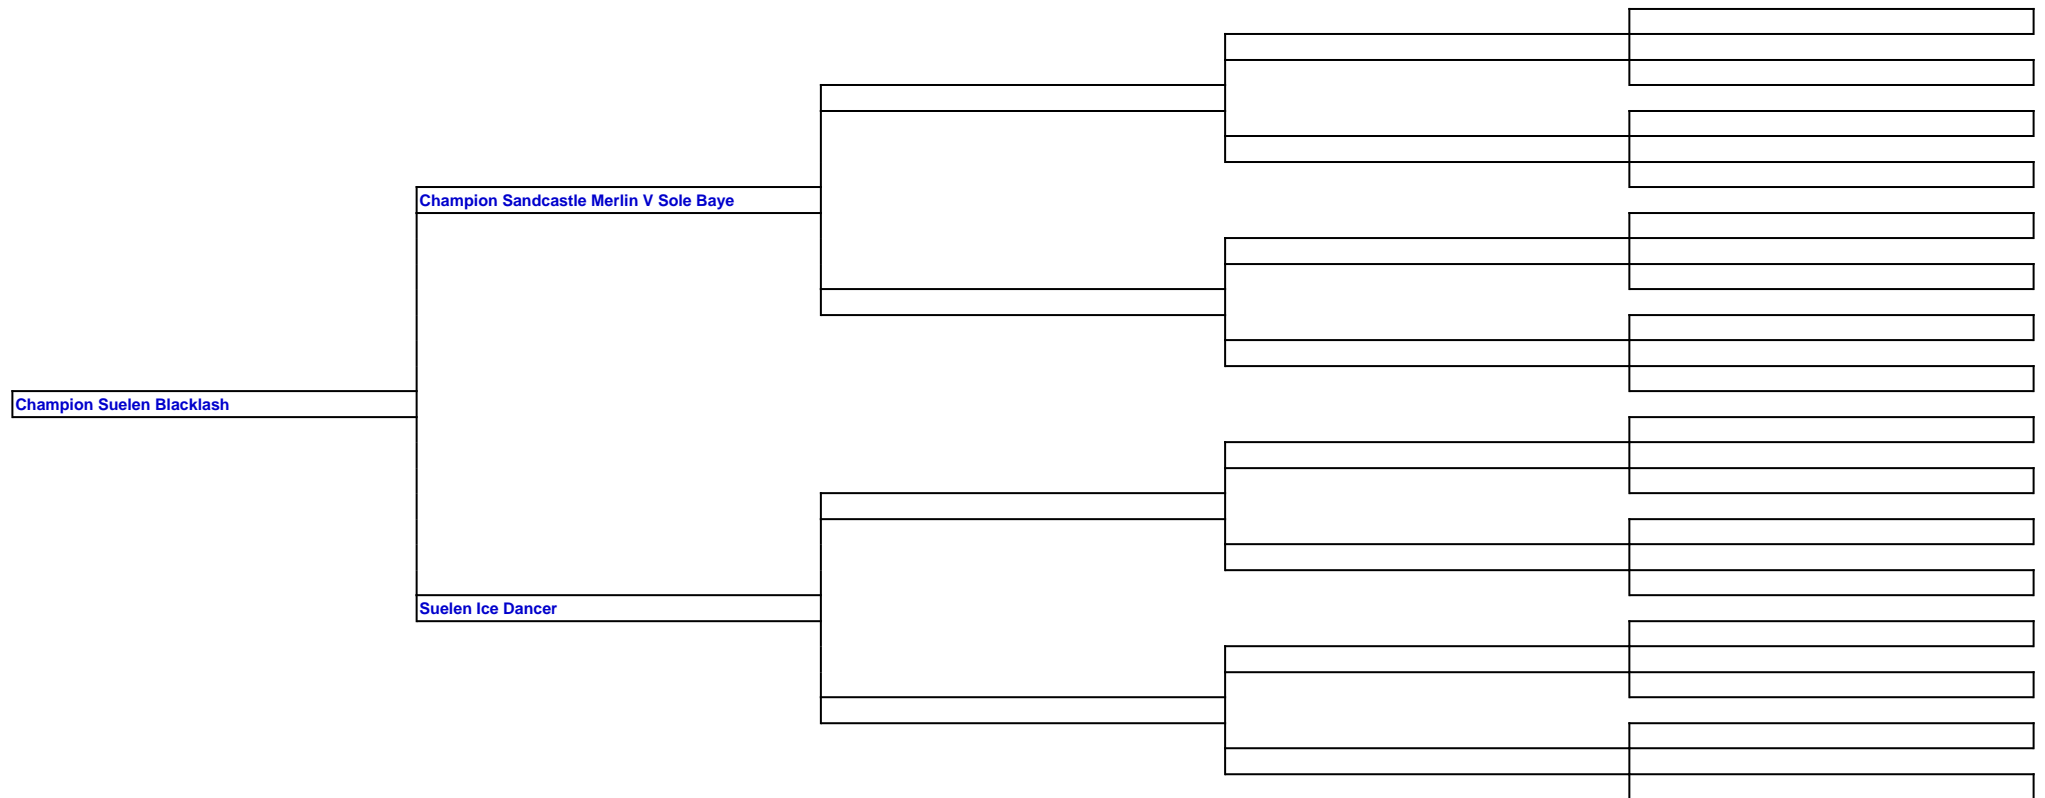 Champion Sandcastle Merlin V Sole Baye
Champion Suelen Blacklash
Suelen Ice Dancer